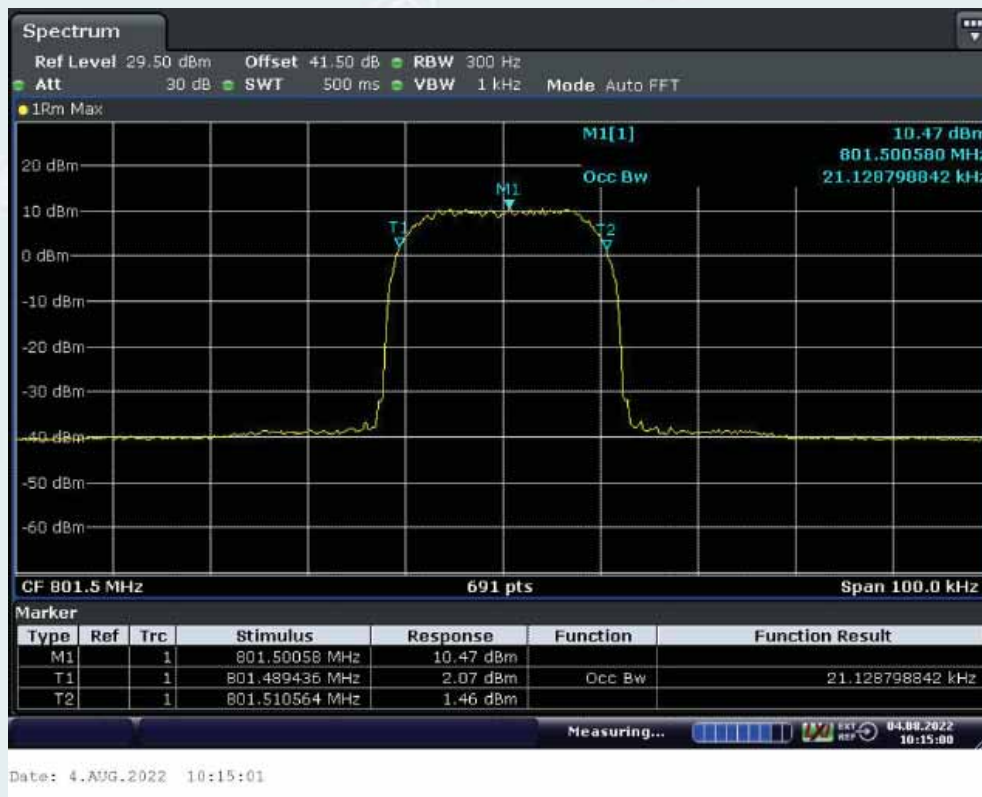 Spectrum
Ref Level 29.50 dBm Offset 41.50 dB RBW 300 Hz
Att 30 dB SWT 500 ms VBW 1 kHz Mode Auto FFT
1Rm Max
M1[1] 10.47 dBm
801.500580 MHz
Occ Bw 21.128798842 kHz
20 dBm
M1
10 dBm
T1
T2
0 dBm
-10 dBm
-20 dBm
-30 dBm
-40 dBm
-50 dBm
-60 dBm
CF 801.5 MHz 691 pts Span 100.0 kHz
Marker
Type Ref Trc Stimulus Response Function Function Result
M1 1 801.50058 MHz 10.47 dBm
T1 1 801.489436 MHz 2.07 dBm Occ Bw 21.128798842 kHz
T2 1 801.510564 MHz 1.46 dBm
Measuring... LXI EXT REF 04.08.2022
10:15:00
Date: 4.AUG.2022 10:15:01